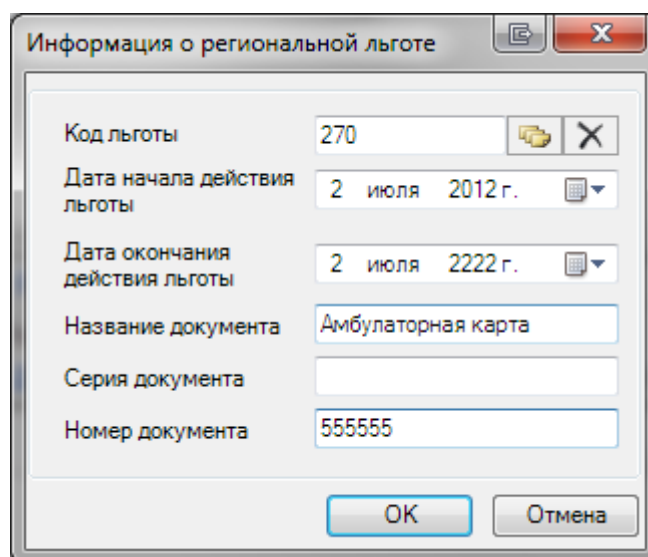 Информация о региональной льготе
Код льготы 270
Дата начала действия льготы 2 июля 2012 г.
Дата окончания действия льготы 2 июля 2222 г.
Название документа Амбулаторная карта
Серия документа
Номер документа 555555
OK Отмена